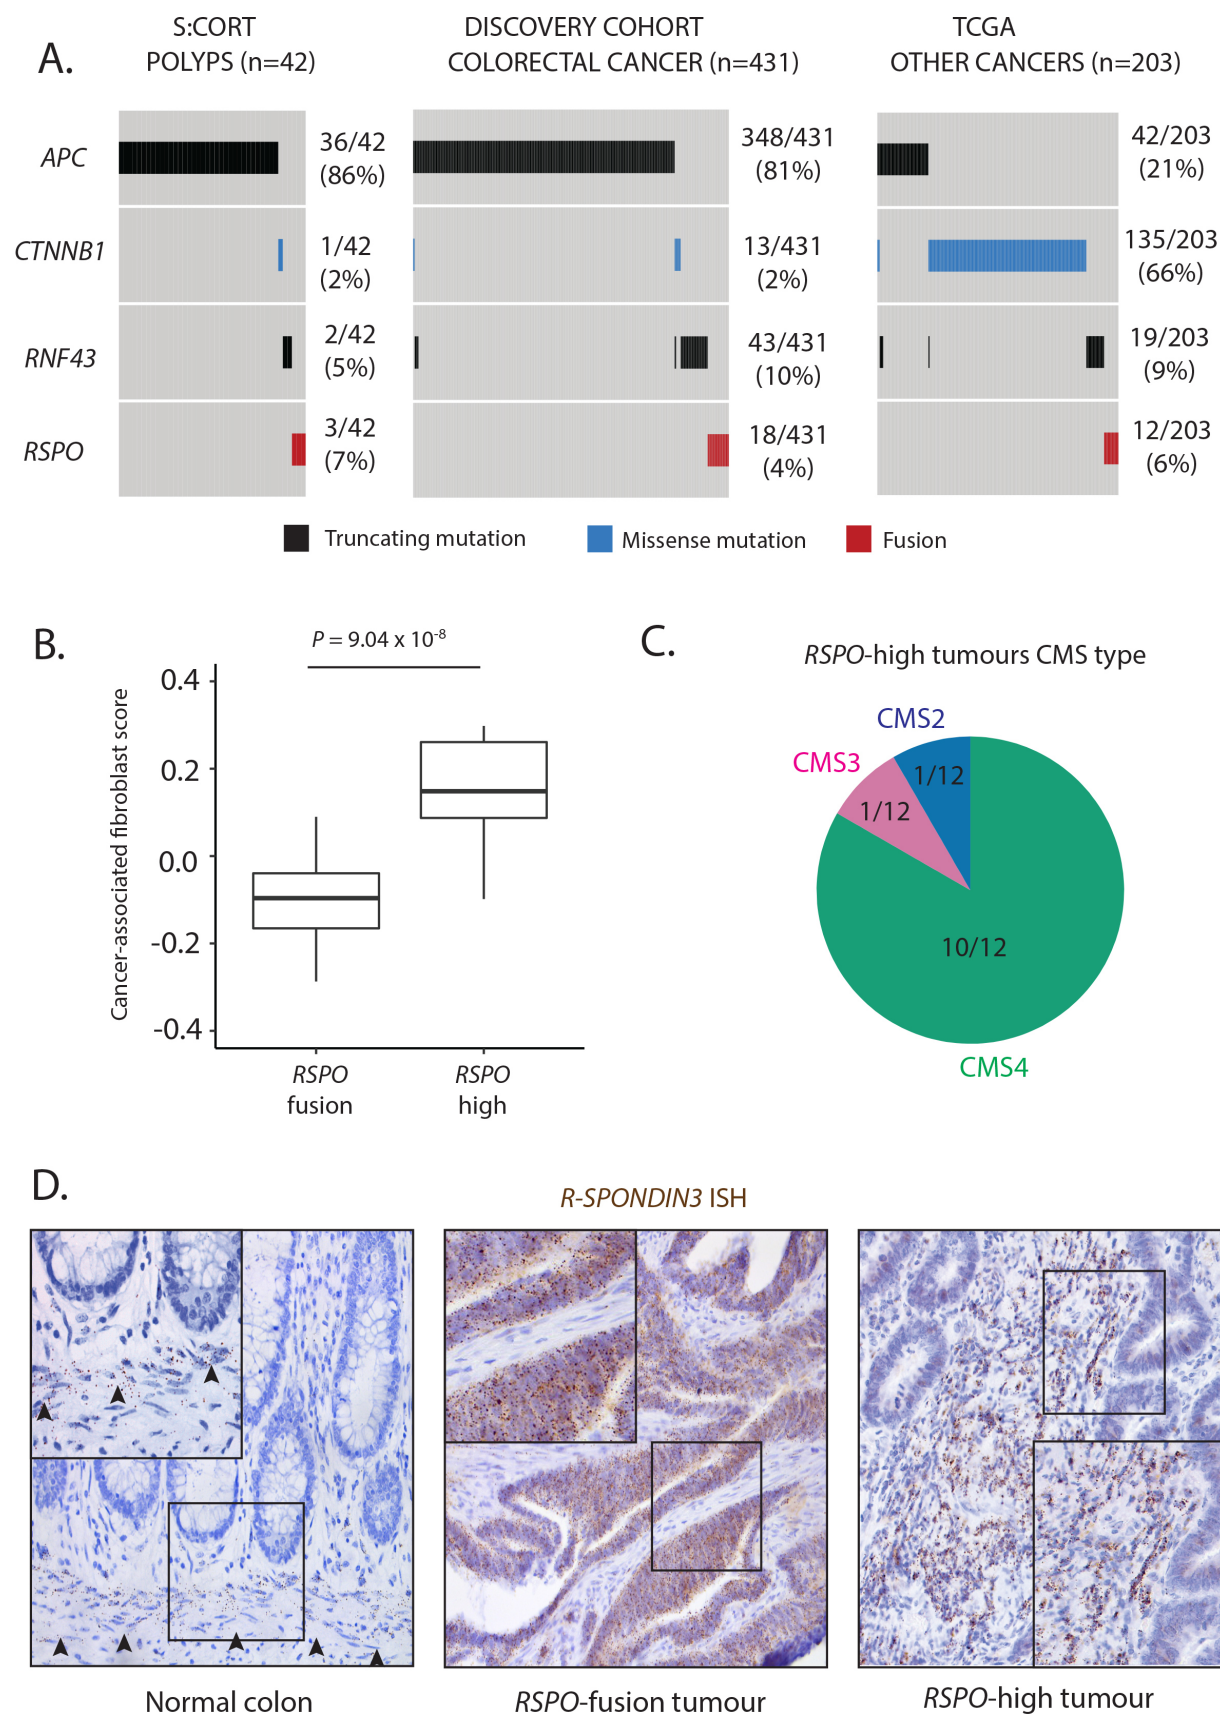 A.
S:CORT
POLYPS (n=42)
DISCOVERY COHORT
COLORECTAL CANCER (n=431)
TCGA
OTHER CANCERS (n=203)
APC
36/42
(86%)
348/431
(81%)
42/203
(21%)
CTNNB1
1/42
(2%)
13/431
(2%)
135/203
(66%)
RNF43
2/42
(5%)
43/431
(10%)
19/203
(9%)
RSPO
3/42
(7%)
18/431
(4%)
12/203
(6%)
Truncating mutation
Missense mutation
Fusion
B.
P = 9.04 x 10-8
Cancer-associated fibroblast score
0.4
0.2
0.0
-0.2
-0.4
RSPO
fusion
RSPO
high
C.
RSPO-high tumours CMS type
CMS2
CMS3
1/12
1/12
10/12
CMS4
D.
R-SPONDIN3 ISH
Normal colon
RSPO-fusion tumour
RSPO-high tumour